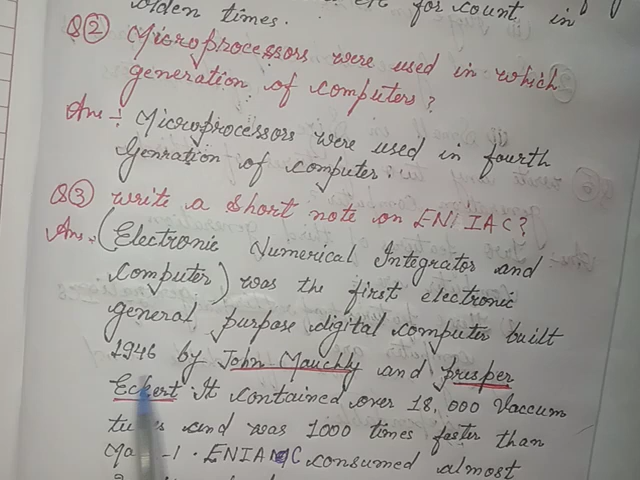 olden times. for count in
Q② Microprocessors were used in which
generation of computers?
Ans :- Microprocessors were used in fourth
Genration of computer.
Q③ write a short note on ENIIAC?
Ans. (Electronic Numerical Integrator and
Computer) was the first electronic
general purpose digital computer built
1946 by John Mauchly and presper
Eckert. It contained over 18,000 Vaccum
and was 1000 times faster than
ENIAC consumed almost